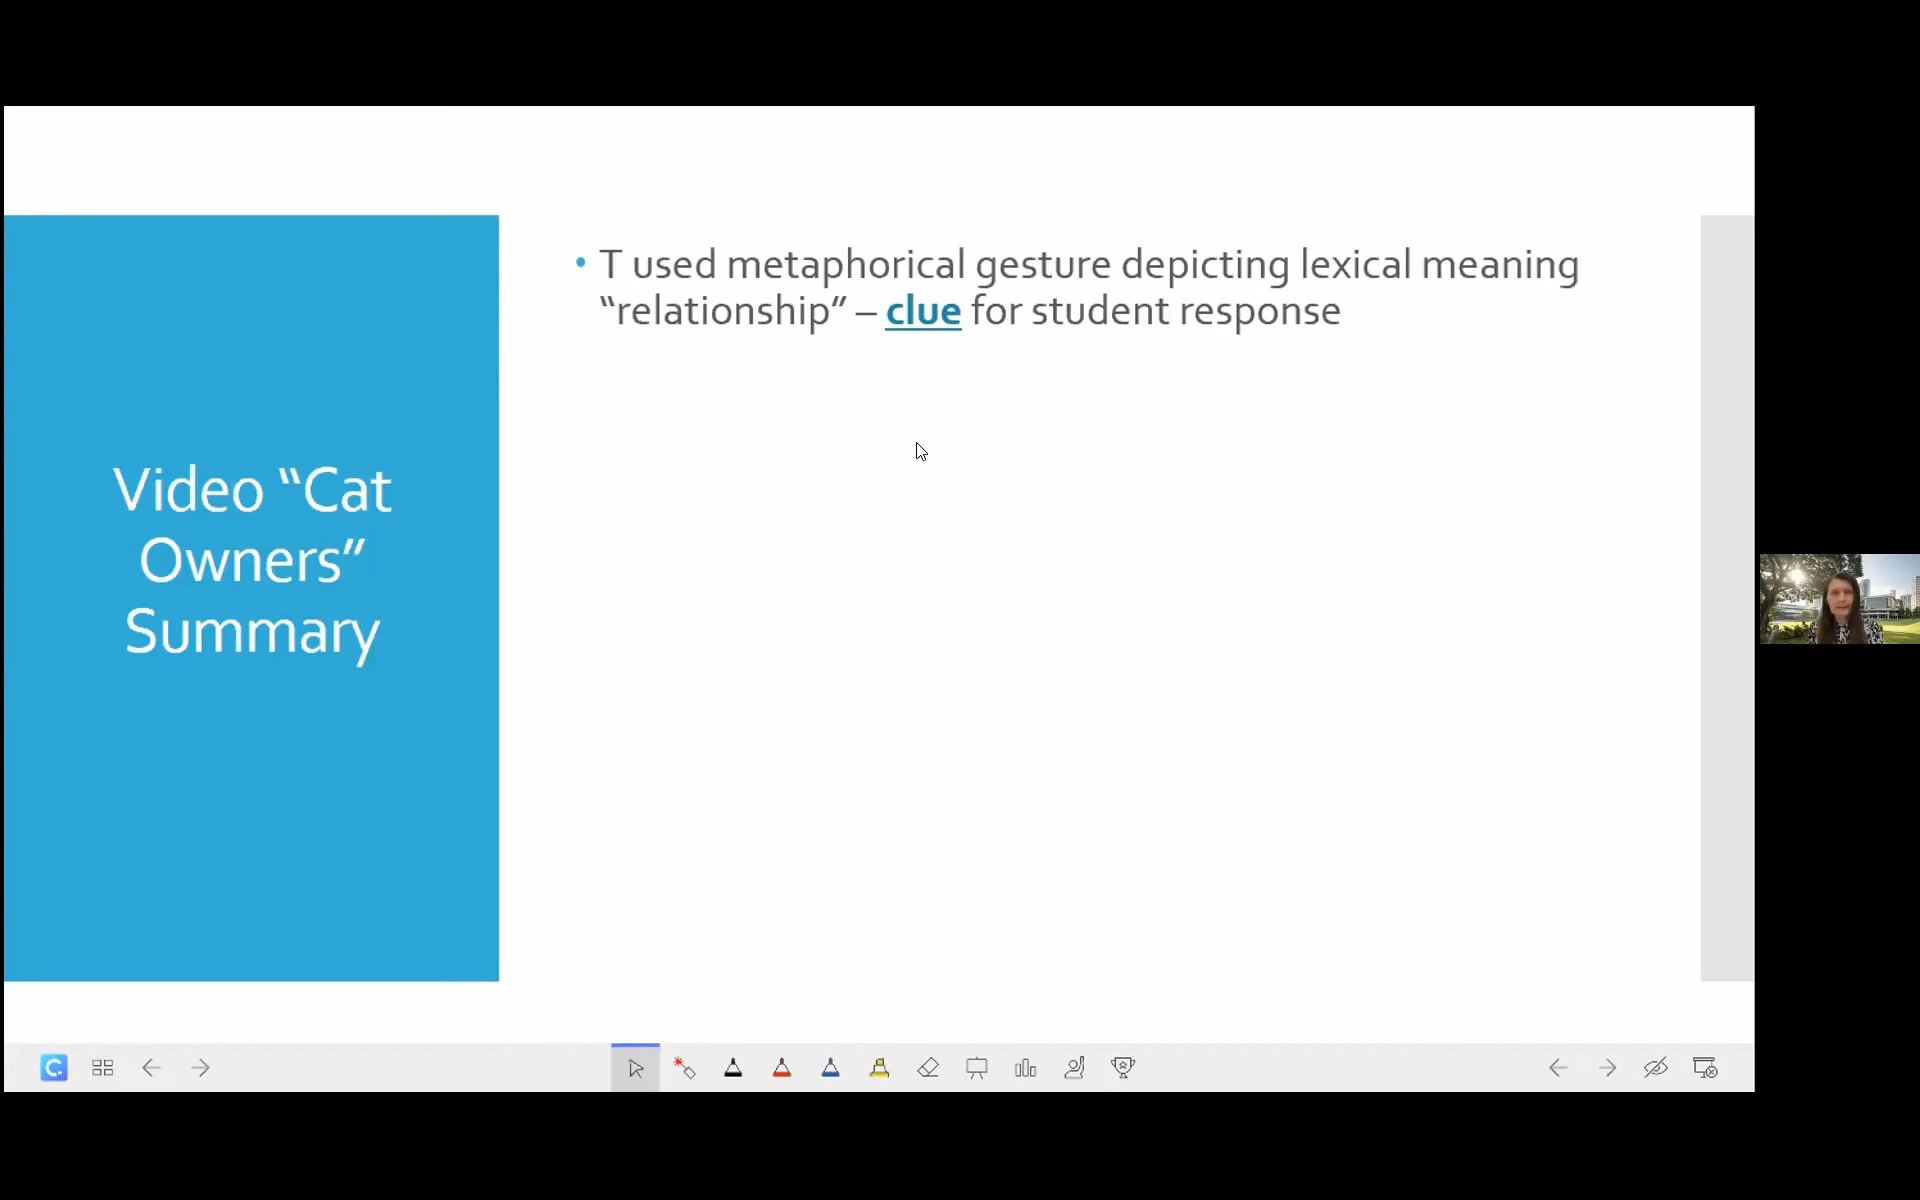 Video “Cat
Owners”
Summary
• T used metaphorical gesture depicting lexical meaning
“relationship” – clue for student response